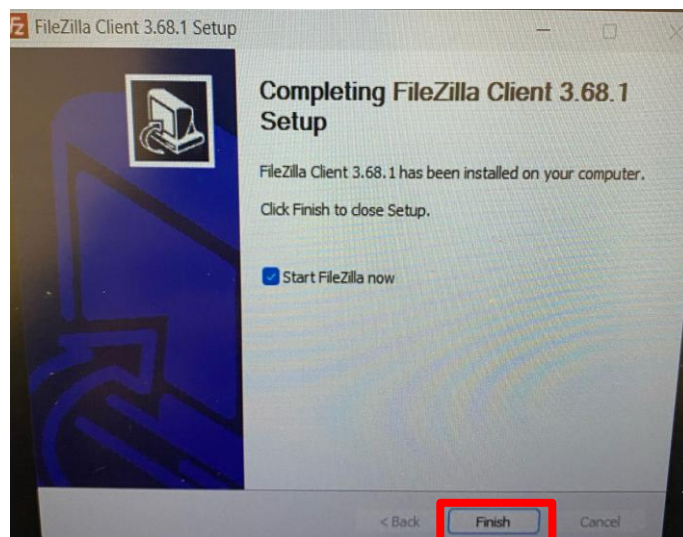 Fz FileZilla Client 3.68.1 Setup
Completing FileZilla Client 3.68.1
Setup
FileZilla Client 3.68.1 has been installed on your computer.
Click Finish to close Setup.
Start FileZilla now
< Back Finish Cancel